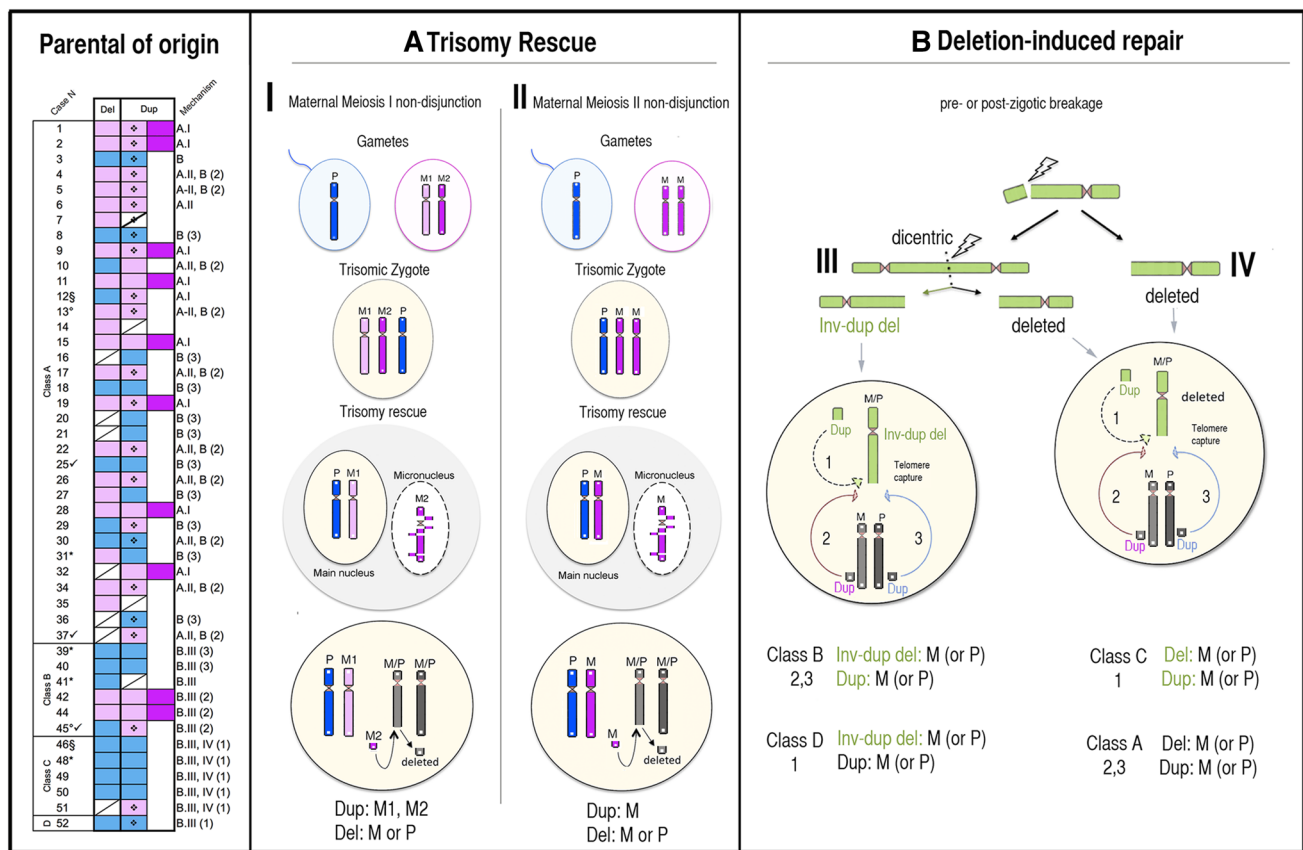 Parental of origin
Case N
Del
Dup
Mechanism
Class A
1 A.I
2 A.I
3 B
4 A.II, B (2)
5 A-II, B (2)
6 A.II
7
8 B (3)
9 A.I
10 A.II, B (2)
11 A.I
12§ A.I
13° A-II, B (2)
14
15 A.I
16 B (3)
17 A.II, B (2)
18 B (3)
19 A.I
20 B (3)
21 B (3)
22 A.II, B (2)
25✓ B (3)
26 A.II, B (2)
27 B (3)
28 A.I
29 B (3)
30 A.II, B (2)
31* B (3)
32 A.I
34 A.II, B (2)
35
36 B (3)
37✓ A.II, B (2)
Class B
39* B.III (3)
40 B.III (3)
41* B.III
42 B.III (2)
44 B.III (2)
45°✓ B.III (2)
Class C
46§ B.III, IV (1)
48* B.III, IV (1)
49 B.III, IV (1)
50 B.III, IV (1)
51 B.III, IV (1)
D 52 B.III (1)
A Trisomy Rescue
I Maternal Meiosis I non-disjunction
Gametes
P
M1 M2
Trisomic Zygote
M1 M2 P
Trisomy rescue
P M1
Micronucleus
M2
Main nucleus
P M1
M/P M/P
M2
deleted
Dup: M1, M2
Del: M or P
II Maternal Meiosis II non-disjunction
Gametes
P
M M
Trisomic Zygote
P M M
Trisomy rescue
P M
Micronucleus
M
Main nucleus
P M
M/P M/P
M
deleted
Dup: M
Del: M or P
B Deletion-induced repair
pre- or post-zigotic breakage
III
dicentric
IV
deleted
Inv-dup del
deleted
M/P
Dup
Inv-dup del
1
Telomere
capture
M P
2
3
Dup
Dup
M/P
Dup
deleted
1
Telomere
capture
M P
2
3
Dup
Dup
Class B Inv-dup del: M (or P)
2,3 Dup: M (or P)
Class C Del: M (or P)
1 Dup: M (or P)
Class D Inv-dup del: M (or P)
1 Dup: M (or P)
Class A Del: M (or P)
2,3 Dup: M (or P)